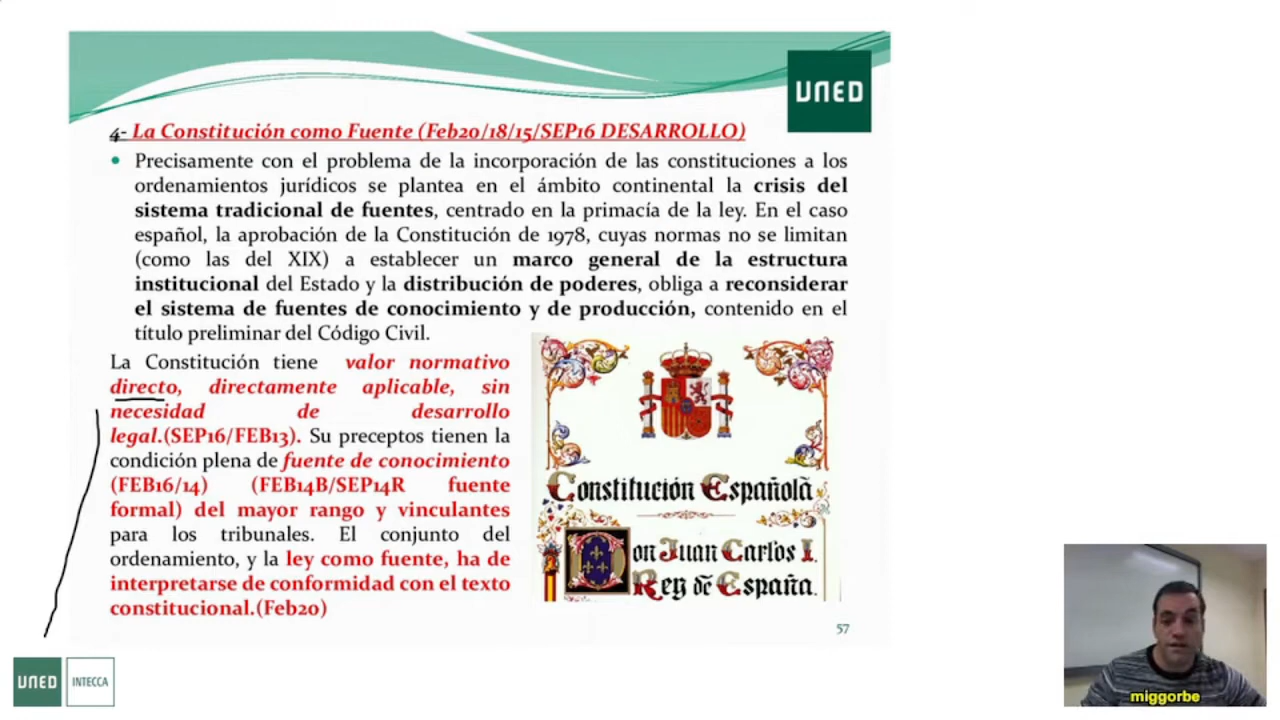 UNED
4- La Constitución como Fuente (Feb20/18/15/SEP16 DESARROLLO)
• Precisamente con el problema de la incorporación de las constituciones a los
ordenamientos jurídicos se plantea en el ámbito continental la crisis del
sistema tradicional de fuentes, centrado en la primacía de la ley. En el caso
español, la aprobación de la Constitución de 1978, cuyas normas no se limitan
(como las del XIX) a establecer un marco general de la estructura
institucional del Estado y la distribución de poderes, obliga a reconsiderar
el sistema de fuentes de conocimiento y de producción, contenido en el
título preliminar del Código Civil.
La Constitución tiene valor normativo
directo, directamente aplicable, sin
necesidad de desarrollo
legal.(SEP16/FEB13). Su preceptos tienen la
condición plena de fuente de conocimiento
(FEB16/14) (FEB14B/SEP14R fuente
formal) del mayor rango y vinculantes
para los tribunales. El conjunto del
ordenamiento, y la ley como fuente, ha de
interpretarse de conformidad con el texto
constitucional.(Feb20)
Constitución Española
Don Juan Carlos I.
Rey de España.
57
UNED INTECCA
miggorbe